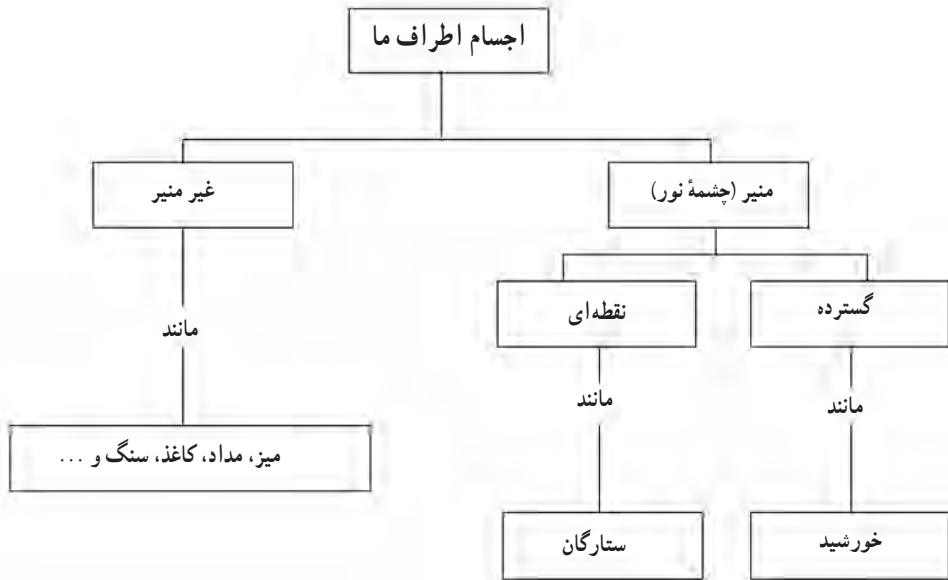 اجسام اطراف ما
منیر (چشمهٔ نور)
غیر منیر
گسترده
نقطه‌ای
مانند
مانند
مانند
میز، مداد، کاغذ، سنگ و ...
خورشید
ستارگان